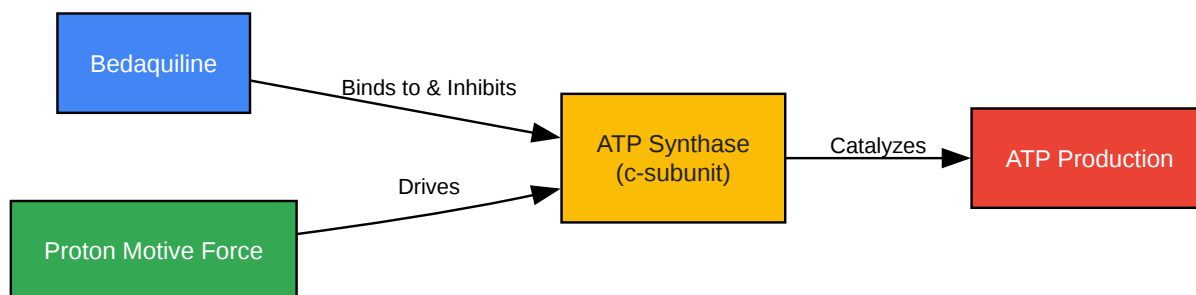 Bedaquiline
Binds to & Inhibits
ATP Synthase
(c-subunit)
Catalyzes
ATP Production
Drives
Proton Motive Force